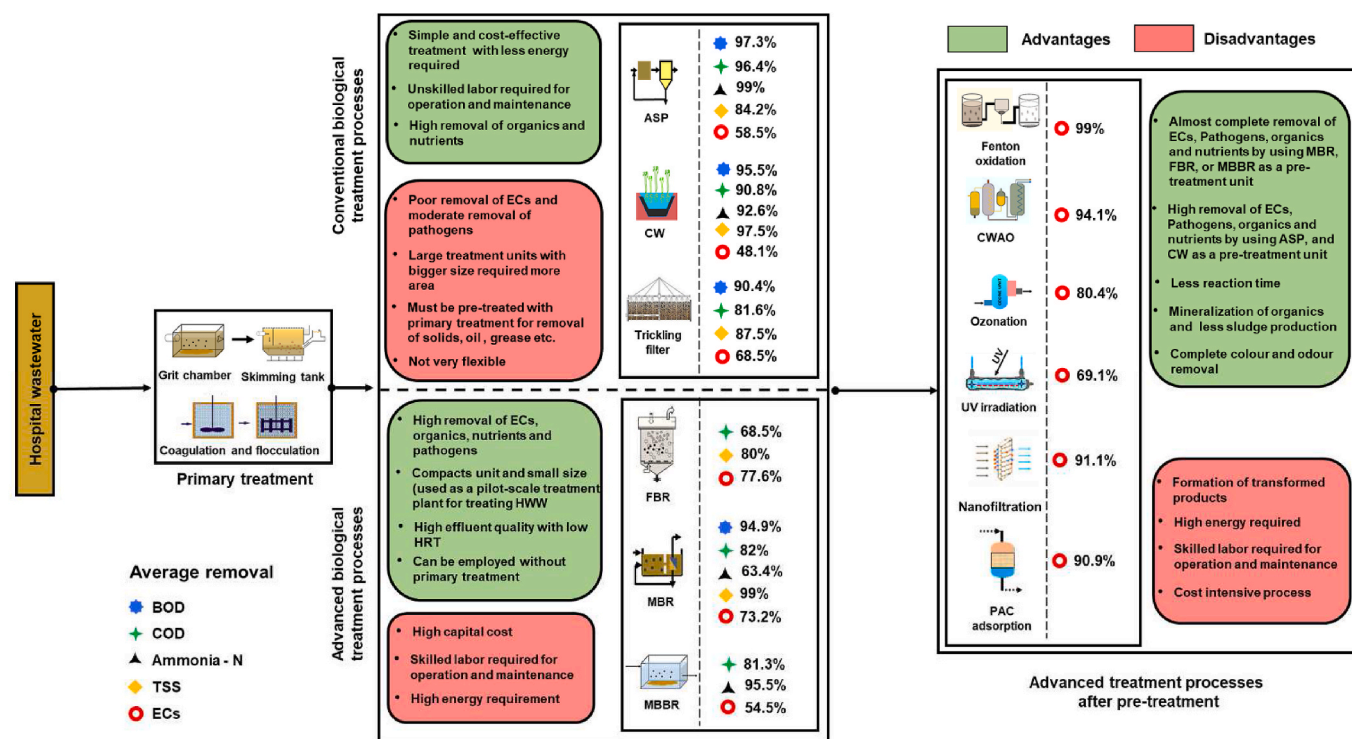 Hospital wastewater
Grit chamber
Skimming tank
Coagulation and flocculation
Primary treatment
Average removal
BOD
COD
Ammonia - N
TSS
ECs
Conventional biological
treatment processes
• Simple and cost-effective
treatment with less energy
required
• Unskilled labor required for
operation and maintenance
• High removal of organics and
nutrients
• Poor removal of ECs and
moderate removal of
pathogens
• Large treatment units with
bigger size required more
area
• Must be pre-treated with
primary treatment for removal
of solids, oil , grease etc.
• Not very flexible
ASP
97.3%
96.4%
99%
84.2%
58.5%
CW
95.5%
90.8%
92.6%
97.5%
48.1%
Trickling
filter
90.4%
81.6%
87.5%
68.5%
Advanced biological
treatment processes
• High removal of ECs,
organics, nutrients and
pathogens
• Compacts unit and small size
(used as a pilot-scale treatment
plant for treating HWW
• High effluent quality with low
HRT
• Can be employed without
primary treatment
• High capital cost
• Skilled labor required for
operation and maintenance
• High energy requirement
FBR
68.5%
80%
77.6%
MBR
94.9%
82%
63.4%
99%
73.2%
MBBR
81.3%
95.5%
54.5%
Advantages
Disadvantages
Fenton
oxidation
99%
CWAO
94.1%
OZONE UNIT
Ozonation
80.4%
UV
UV irradiation
69.1%
Nanofiltration
91.1%
PAC
adsorption
90.9%
• Almost complete removal of
ECs, Pathogens, organics
and nutrients by using MBR,
FBR, or MBBR as a pre-
treatment unit
• High removal of ECs,
Pathogens, organics and
nutrients by using ASP, and
CW as a pre-treatment unit
• Less reaction time
• Mineralization of organics
and less sludge production
• Complete colour and odour
removal
• Formation of transformed
products
• High energy required
• Skilled labor required for
operation and maintenance
• Cost intensive process
Advanced treatment processes
after pre-treatment